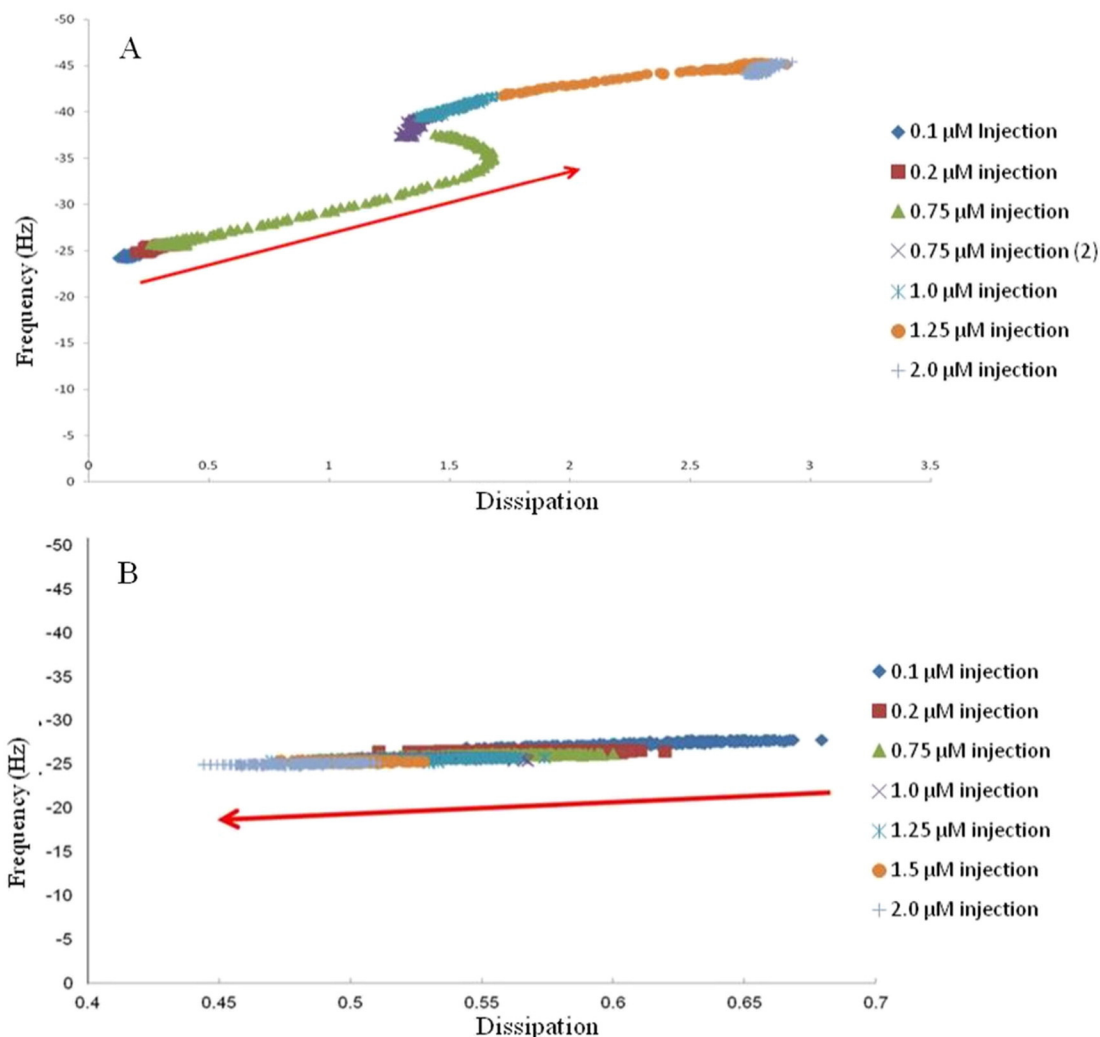 A
-50
-45
-40
-35
-30
-25
-20
-15
-10
-5
0
Frequency (Hz)
0 0.5 1 1.5 2 2.5 3 3.5
Dissipation
0.1 μM Injection
0.2 μM injection
0.75 μM injection
0.75 μM injection (2)
1.0 μM injection
1.25 μM injection
2.0 μM injection
B
-50
-45
-40
-35
-30
-25
-20
-15
-10
-5
0
Frequency (Hz)
0.4 0.45 0.5 0.55 0.6 0.65 0.7
Dissipation
0.1 μM injection
0.2 μM injection
0.75 μM injection
1.0 μM injection
1.25 μM injection
1.5 μM injection
2.0 μM injection